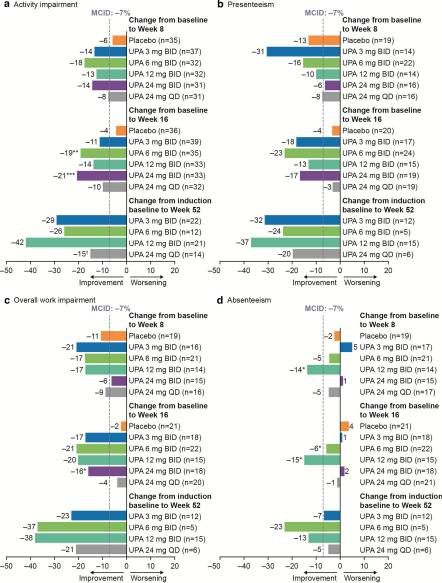 a Activity impairment
MCID: –7%
Change from baseline
to Week 8
–6 Placebo (n=35)
–14 UPA 3 mg BID (n=37)
–18 UPA 6 mg BID (n=32)
–13 UPA 12 mg BID (n=32)
–14 UPA 24 mg BID (n=31)
–8 UPA 24 mg QD (n=31)
Change from baseline
to Week 16
–4 Placebo (n=36)
–11 UPA 3 mg BID (n=39)
–19** UPA 6 mg BID (n=35)
–14 UPA 12 mg BID (n=33)
–21*** UPA 24 mg BID (n=33)
–10 UPA 24 mg QD (n=32)
Change from induction
baseline to Week 52
–29 UPA 3 mg BID (n=22)
–26 UPA 6 mg BID (n=12)
–42 UPA 12 mg BID (n=21)
–15† UPA 24 mg QD (n=14)
–50 –40 –30 –20 –10 0 10 20 30 40 50
Improvement Worsening
b Presenteeism
MCID: –7%
Change from baseline
to Week 8
–13 Placebo (n=19)
–31 UPA 3 mg BID (n=14)
–16 UPA 6 mg BID (n=22)
–10 UPA 12 mg BID (n=14)
–6 UPA 24 mg BID (n=16)
–8 UPA 24 mg QD (n=16)
Change from baseline
to Week 16
–4 Placebo (n=20)
–18 UPA 3 mg BID (n=17)
–23 UPA 6 mg BID (n=24)
–13 UPA 12 mg BID (n=15)
–17 UPA 24 mg BID (n=19)
–3 UPA 24 mg QD (n=19)
Change from induction
baseline to Week 52
–32 UPA 3 mg BID (n=12)
–24 UPA 6 mg BID (n=5)
–37 UPA 12 mg BID (n=15)
–20 UPA 24 mg QD (n=6)
–50 –40 –30 –20 –10 0 10 20 30 40 50
Improvement Worsening
c Overall work impairment
MCID: –7%
Change from baseline
to Week 8
–11 Placebo (n=19)
–21 UPA 3 mg BID (n=16)
–17 UPA 6 mg BID (n=21)
–17 UPA 12 mg BID (n=14)
–6 UPA 24 mg BID (n=15)
–9 UPA 24 mg QD (n=16)
Change from baseline
to Week 16
–2 Placebo (n=21)
–17 UPA 3 mg BID (n=18)
–21 UPA 6 mg BID (n=22)
–20 UPA 12 mg BID (n=15)
–16* UPA 24 mg BID (n=18)
–4 UPA 24 mg QD (n=20)
Change from induction
baseline to Week 52
–23 UPA 3 mg BID (n=12)
–37 UPA 6 mg BID (n=5)
–38 UPA 12 mg BID (n=15)
–21 UPA 24 mg QD (n=6)
–50 –40 –30 –20 –10 0 10 20 30 40 50
Improvement Worsening
d Absenteeism
MCID: –7%
Change from baseline
to Week 8
–2 Placebo (n=19)
5 UPA 3 mg BID (n=17)
–5 UPA 6 mg BID (n=21)
–14* UPA 12 mg BID (n=14)
1 UPA 24 mg BID (n=15)
–5 UPA 24 mg QD (n=17)
Change from baseline
to Week 16
4 Placebo (n=21)
1 UPA 3 mg BID (n=18)
–6* UPA 6 mg BID (n=22)
–15* UPA 12 mg BID (n=15)
2 UPA 24 mg BID (n=18)
–1 UPA 24 mg QD (n=21)
Change from induction
baseline to Week 52
–7 UPA 3 mg BID (n=12)
–23 UPA 6 mg BID (n=5)
–13 UPA 12 mg BID (n=15)
–5 UPA 24 mg QD (n=6)
–50 –40 –30 –20 –10 0 10 20 30 40 50
Improvement Worsening